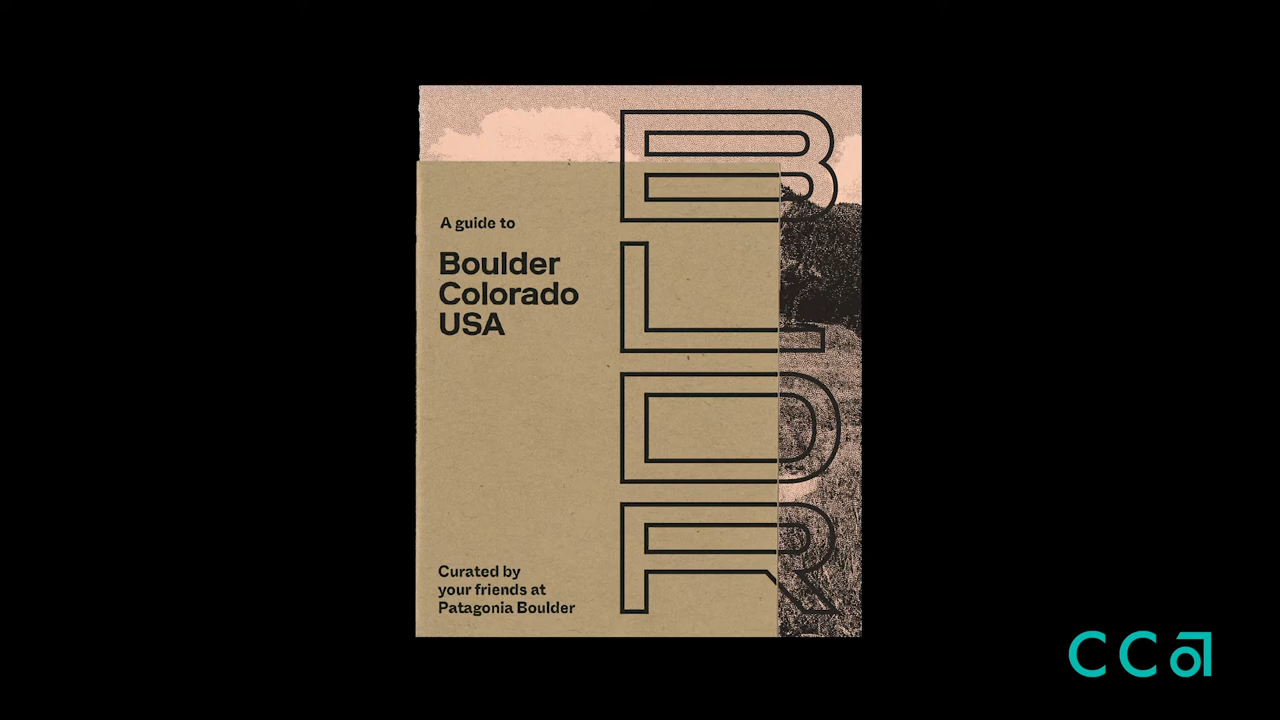 A guide to
Boulder
Colorado
USA
BLDR
Curated by
your friends at
Patagonia Boulder
CCA